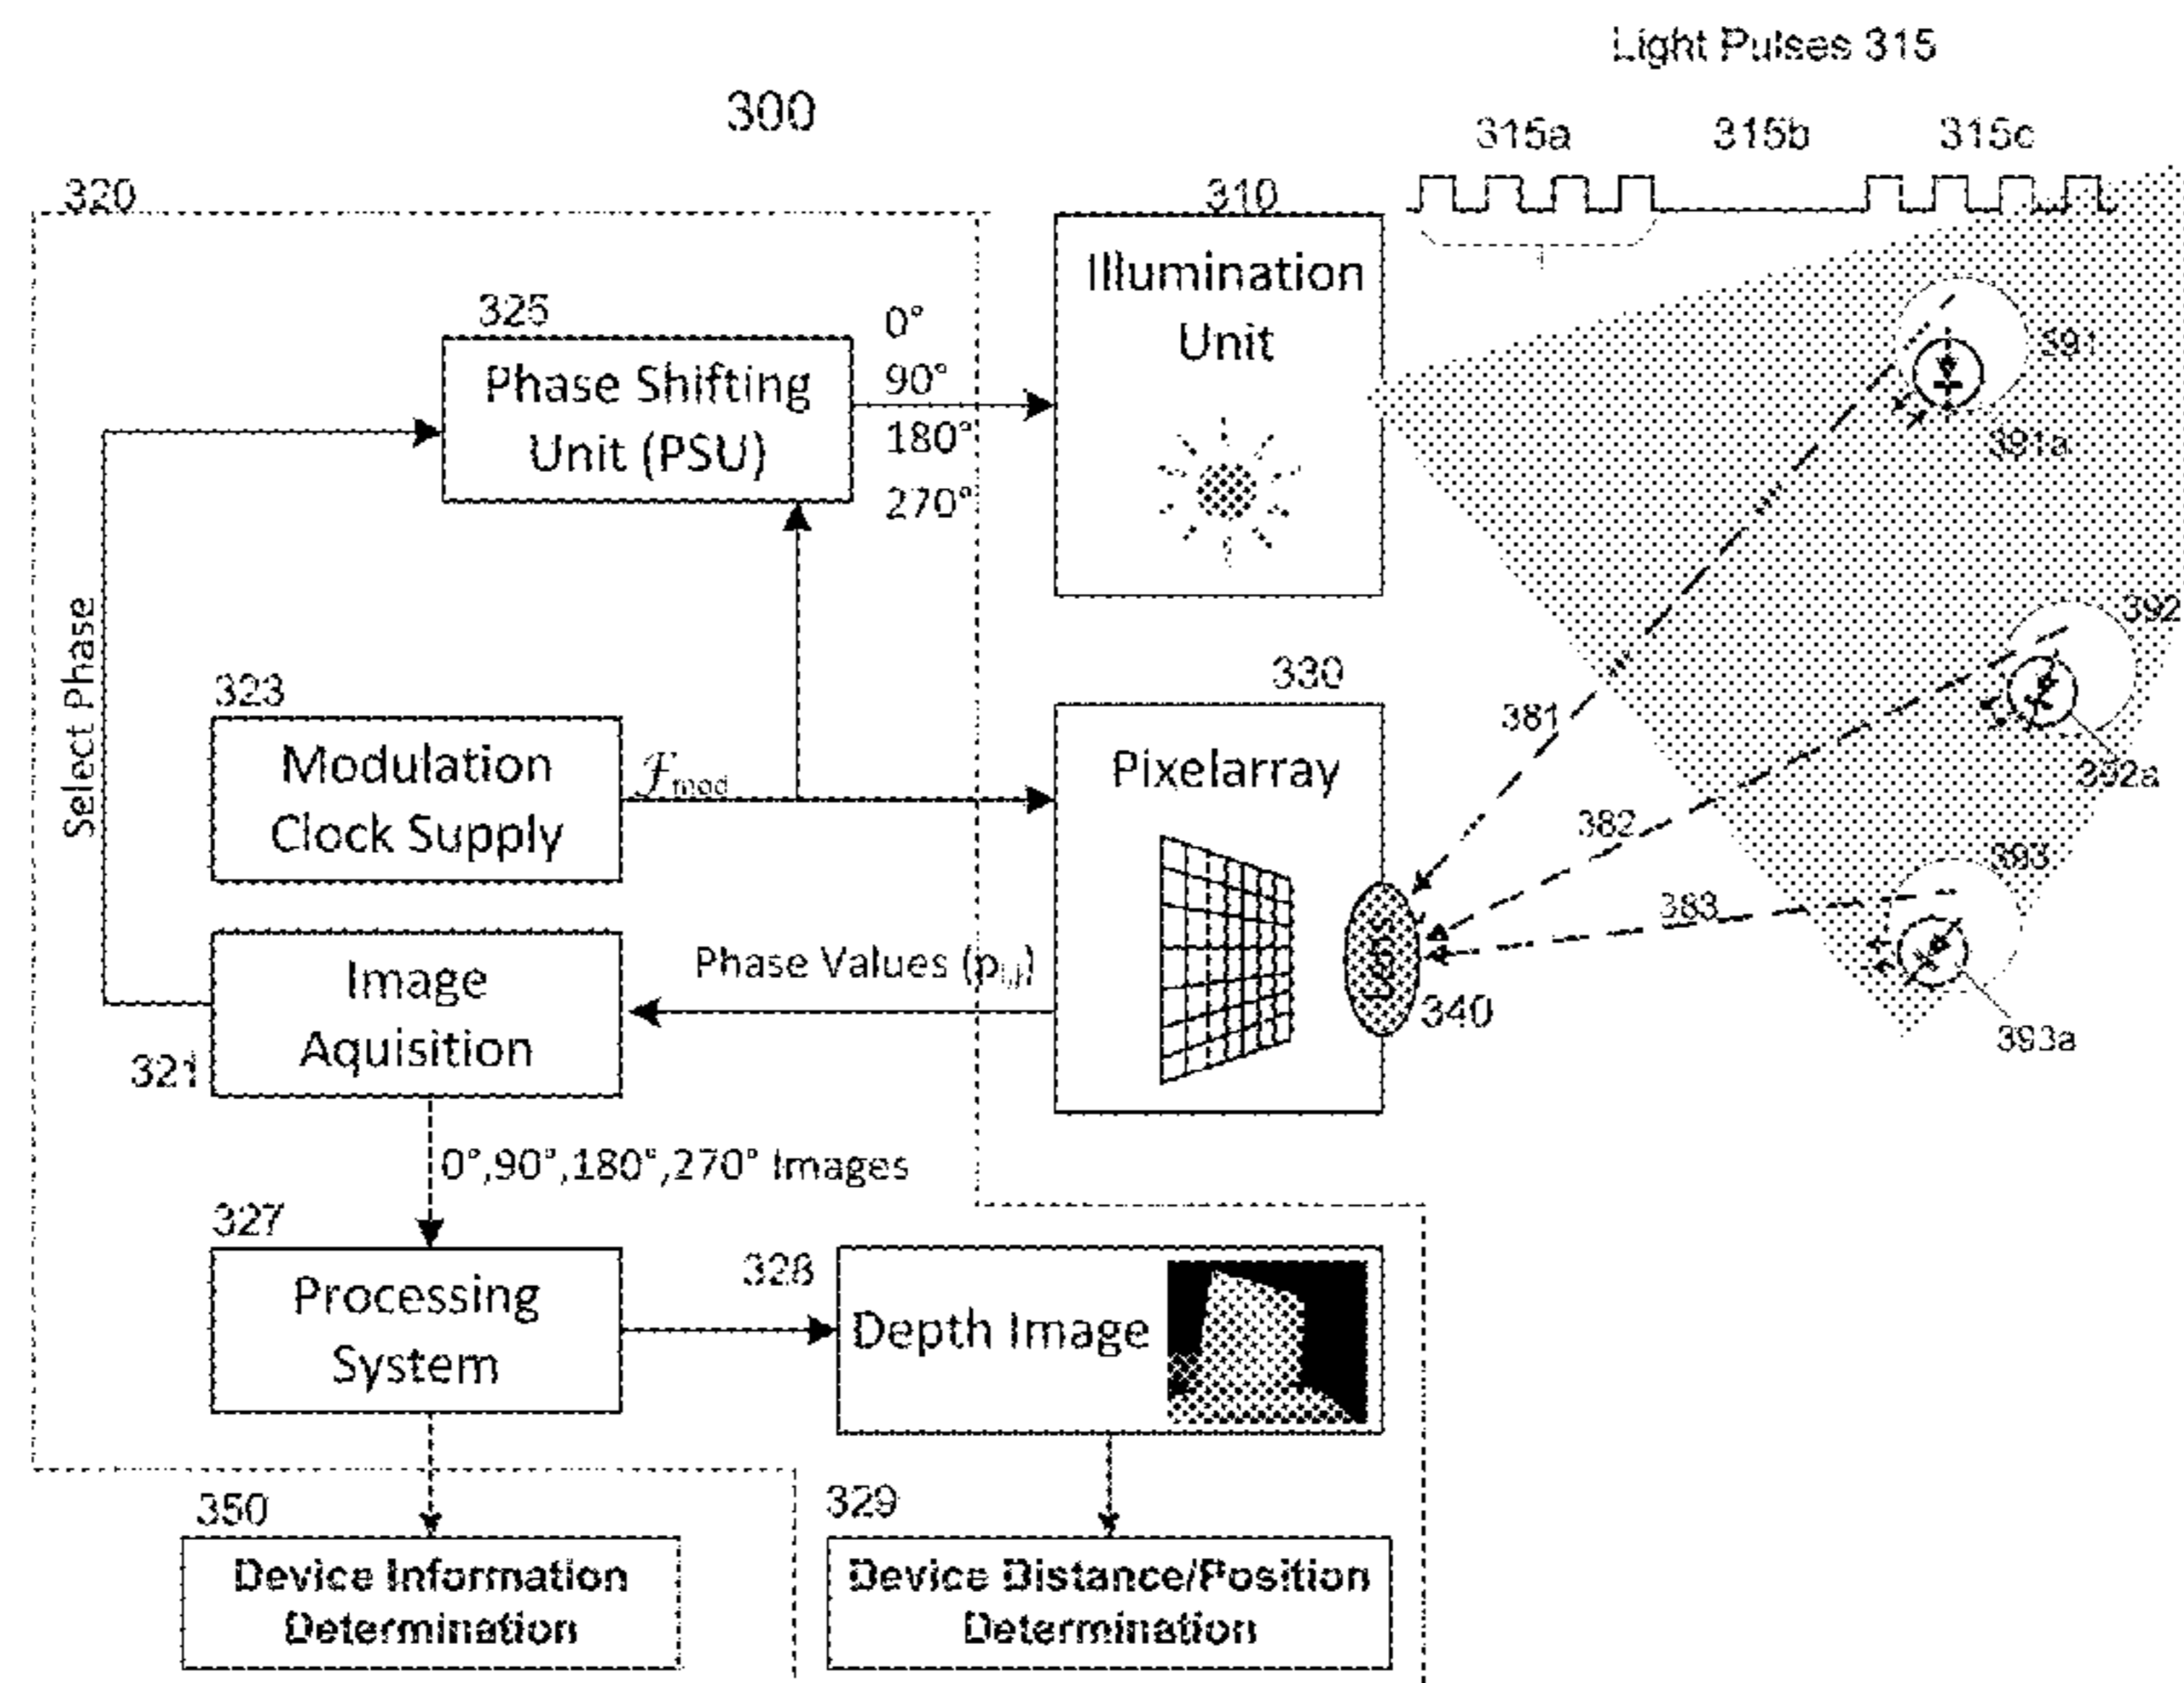 Light Pulses 315
300
315a 315b 315c
320
310
Illumination
Unit
325
Phase Shifting
Unit (PSU)
0°
90°
180°
270°
391
391a
392
392a
393
393a
Select Phase
323
Modulation
Clock Supply
ℱmod
330
Pixelarray
381
382
383
Lens
340
Image
Aquisition
321
Phase Values (pi,j)
0°,90°,180°,270° Images
327
Processing
System
328
Depth Image
350
Device Information
Determination
329
Device Distance/Position
Determination